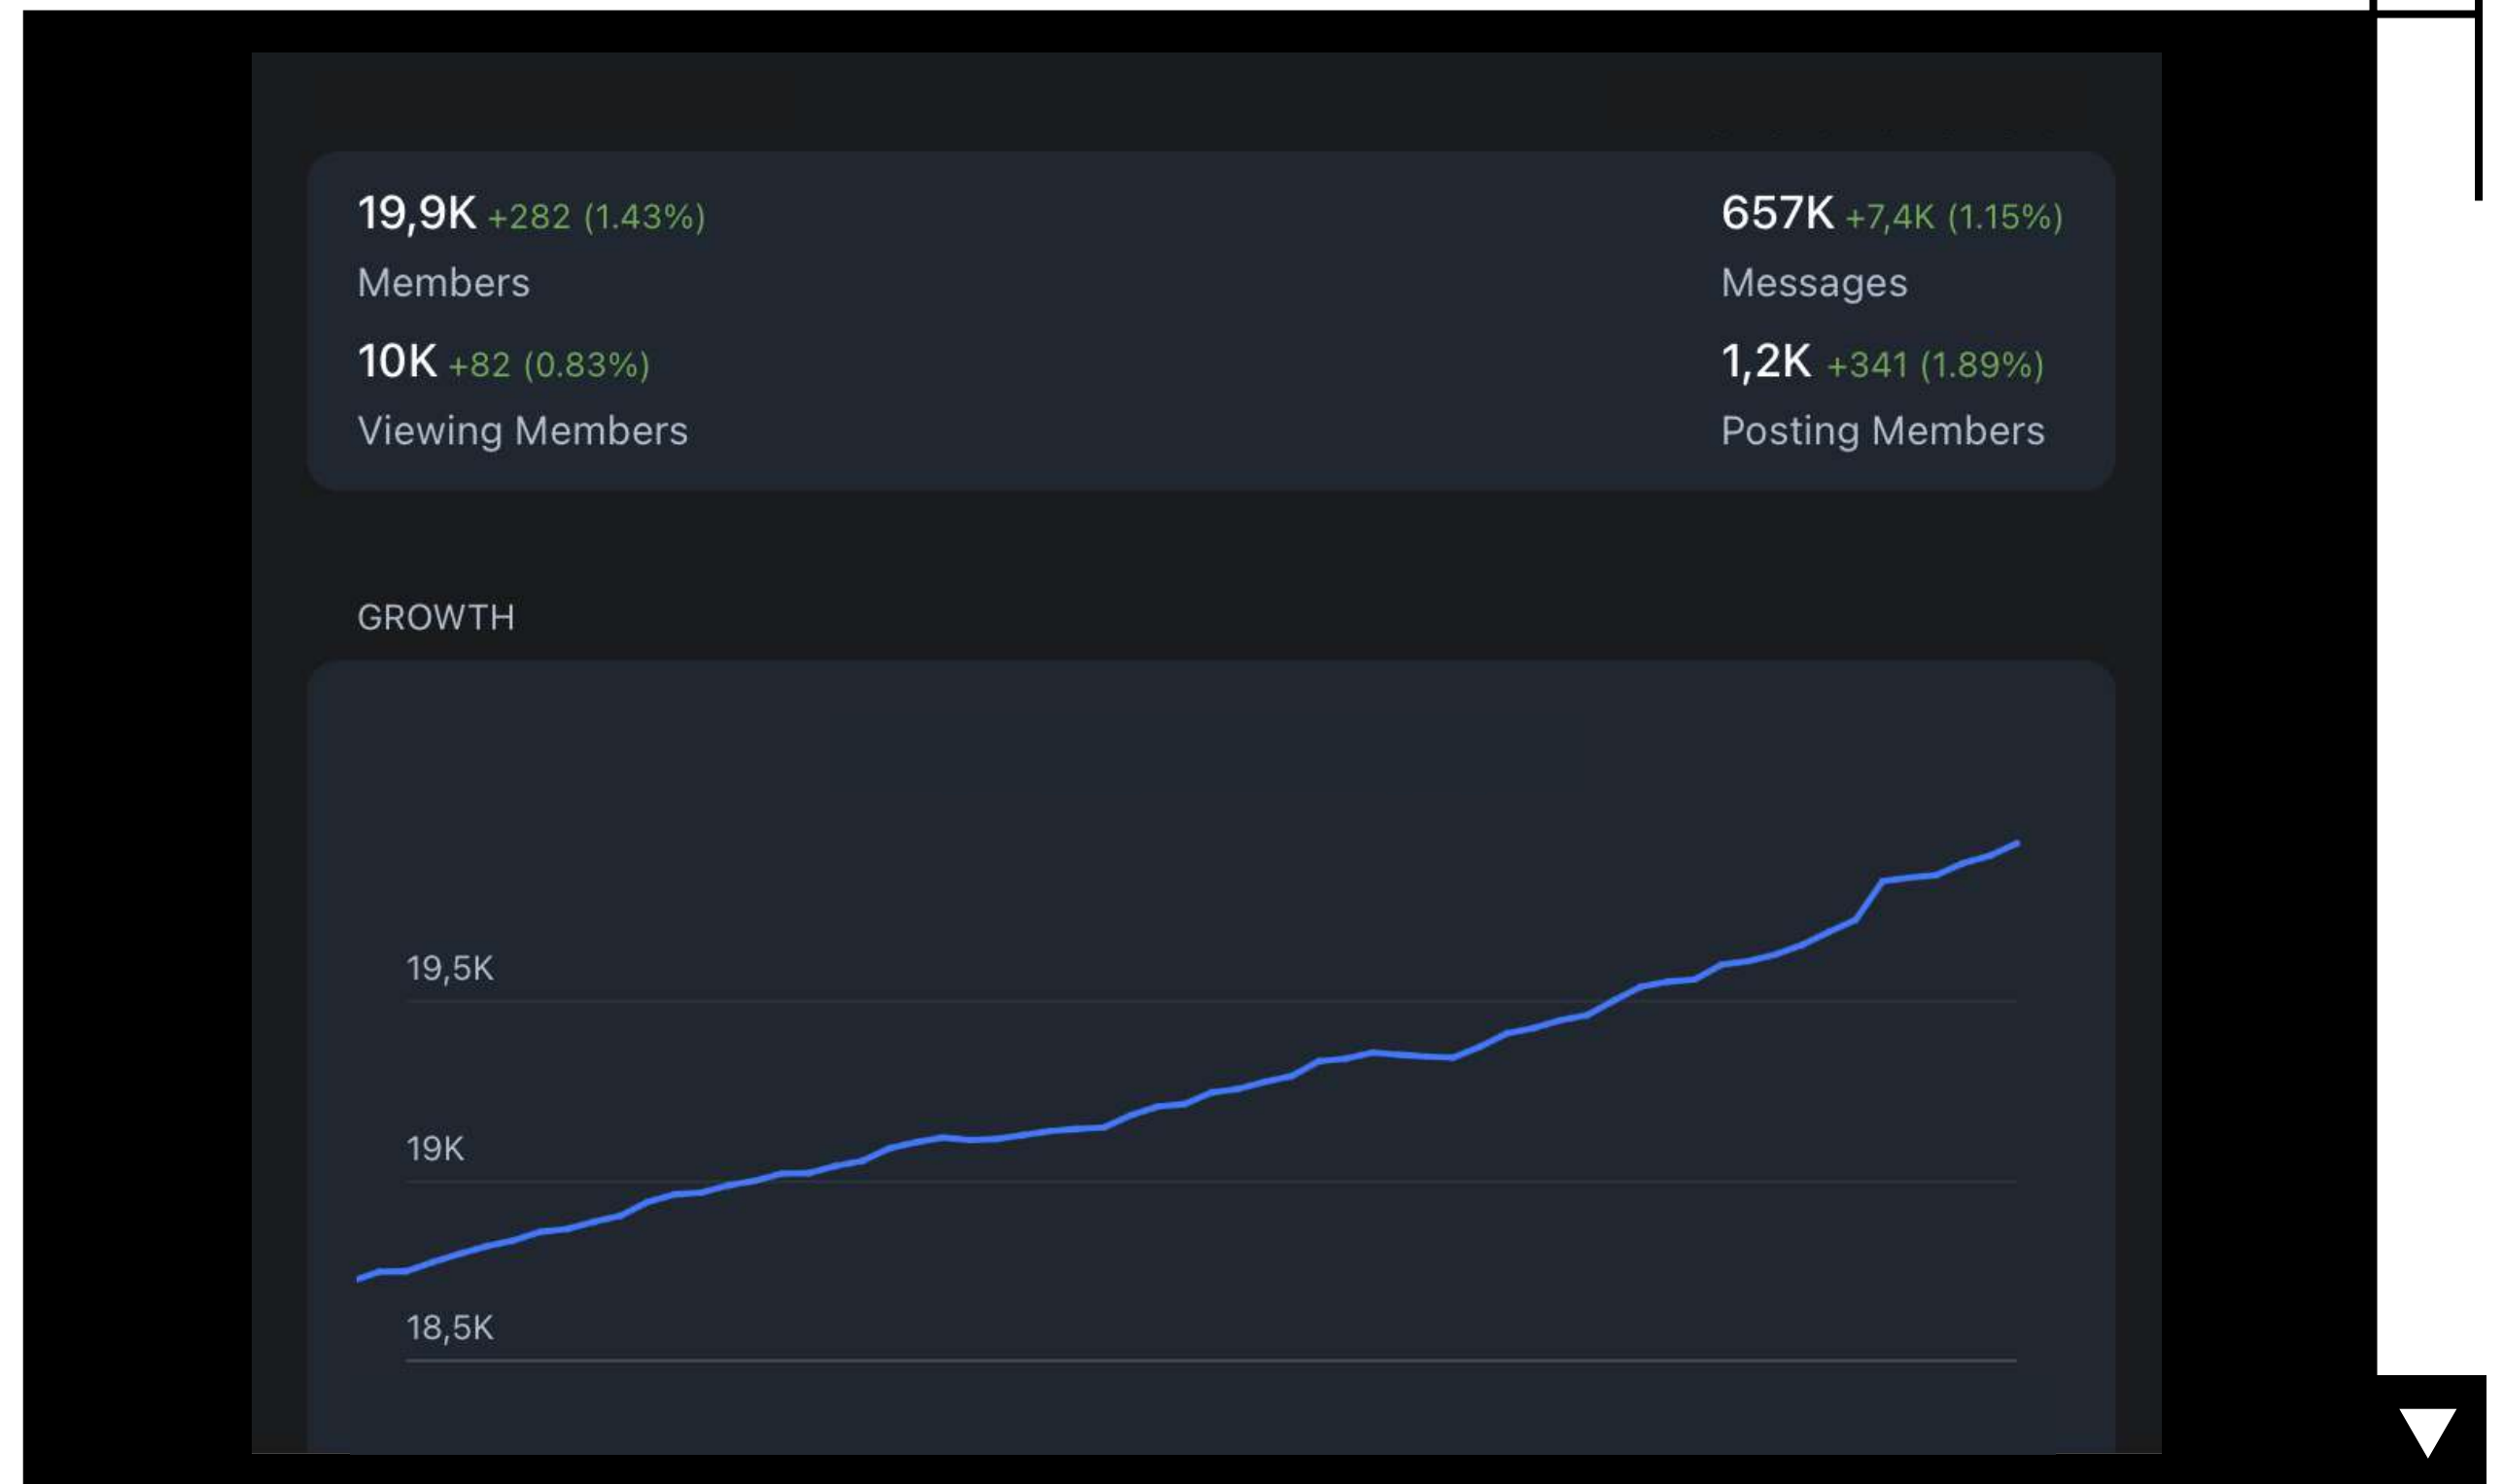 19,9K +282 (1.43%)
Members
657K +7,4K (1.15%)
Messages
10K +82 (0.83%)
Viewing Members
1,2K +341 (1.89%)
Posting Members
GROWTH
19,5K
19K
18,5K